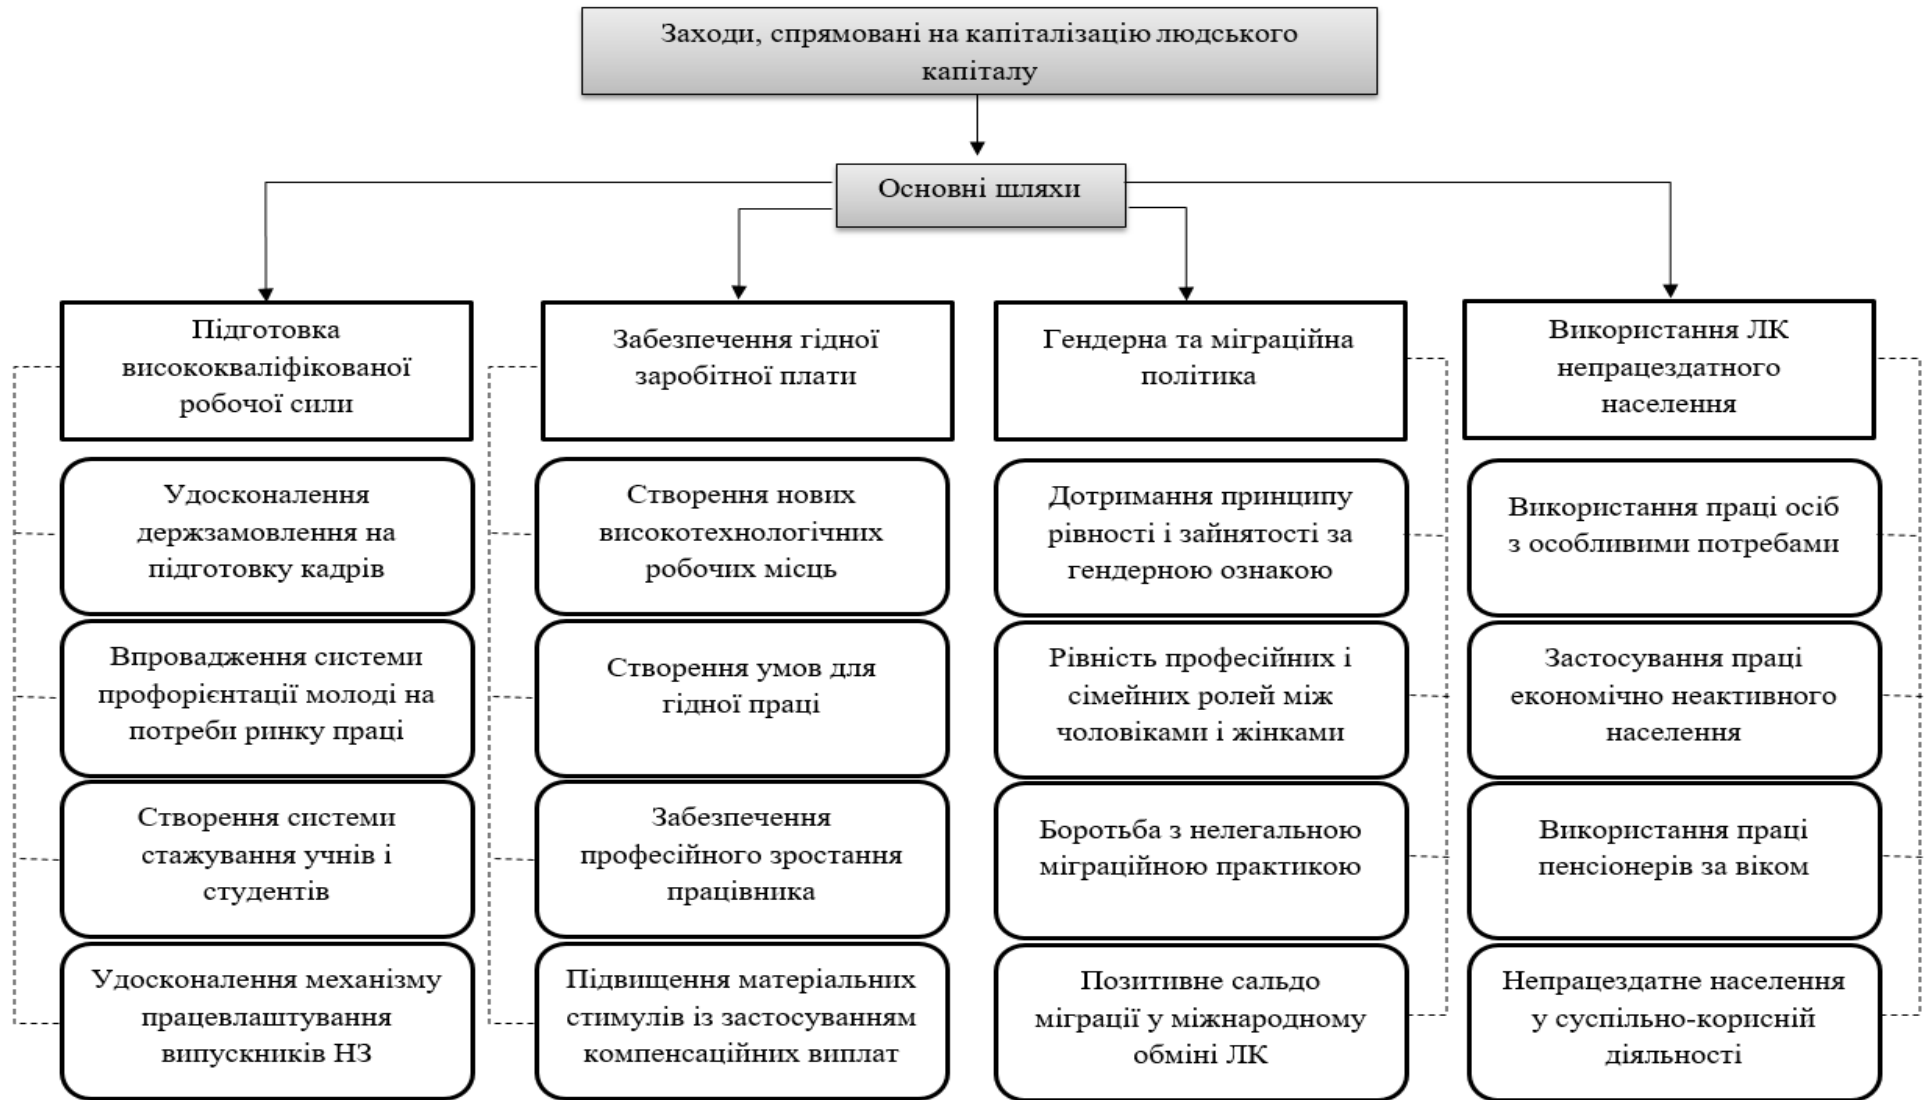 Заходи, спрямовані на капіталізацію людського
капіталу
Основні шляхи
Підготовка
висококваліфікованої
робочої сили
Удосконалення
держзамовлення на
підготовку кадрів
Впровадження системи
профорієнтації молоді на
потреби ринку праці
Створення системи
стажування учнів і
студентів
Удосконалення механізму
працевлаштування
випускників НЗ
Забезпечення гідної
заробітної плати
Створення нових
високотехнологічних
робочих місць
Створення умов для
гідної праці
Забезпечення
професійного зростання
працівника
Підвищення матеріальних
стимулів із застосуванням
компенсаційних виплат
Гендерна та міграційна
політика
Дотримання принципу
рівності і зайнятості за
гендерною ознакою
Рівність професійних і
сімейних ролей між
чоловіками і жінками
Боротьба з нелегальною
міграційною практикою
Позитивне сальдо
міграції у міжнародному
обміні ЛК
Використання ЛК
непрацездатного
населення
Використання праці осіб
з особливими потребами
Застосування праці
економічно неактивного
населення
Використання праці
пенсіонерів за віком
Непрацездатне населення
у суспільно-корисній
діяльності